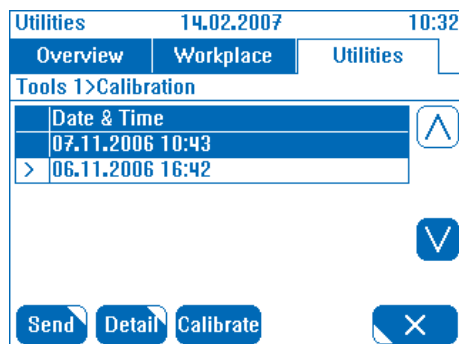 Utilities 14.02.2007 10:32
Overview Workplace Utilities
Tools 1>Calibration
Date & Time
07.11.2006 10:43
> 06.11.2006 16:42
Send Detail Calibrate